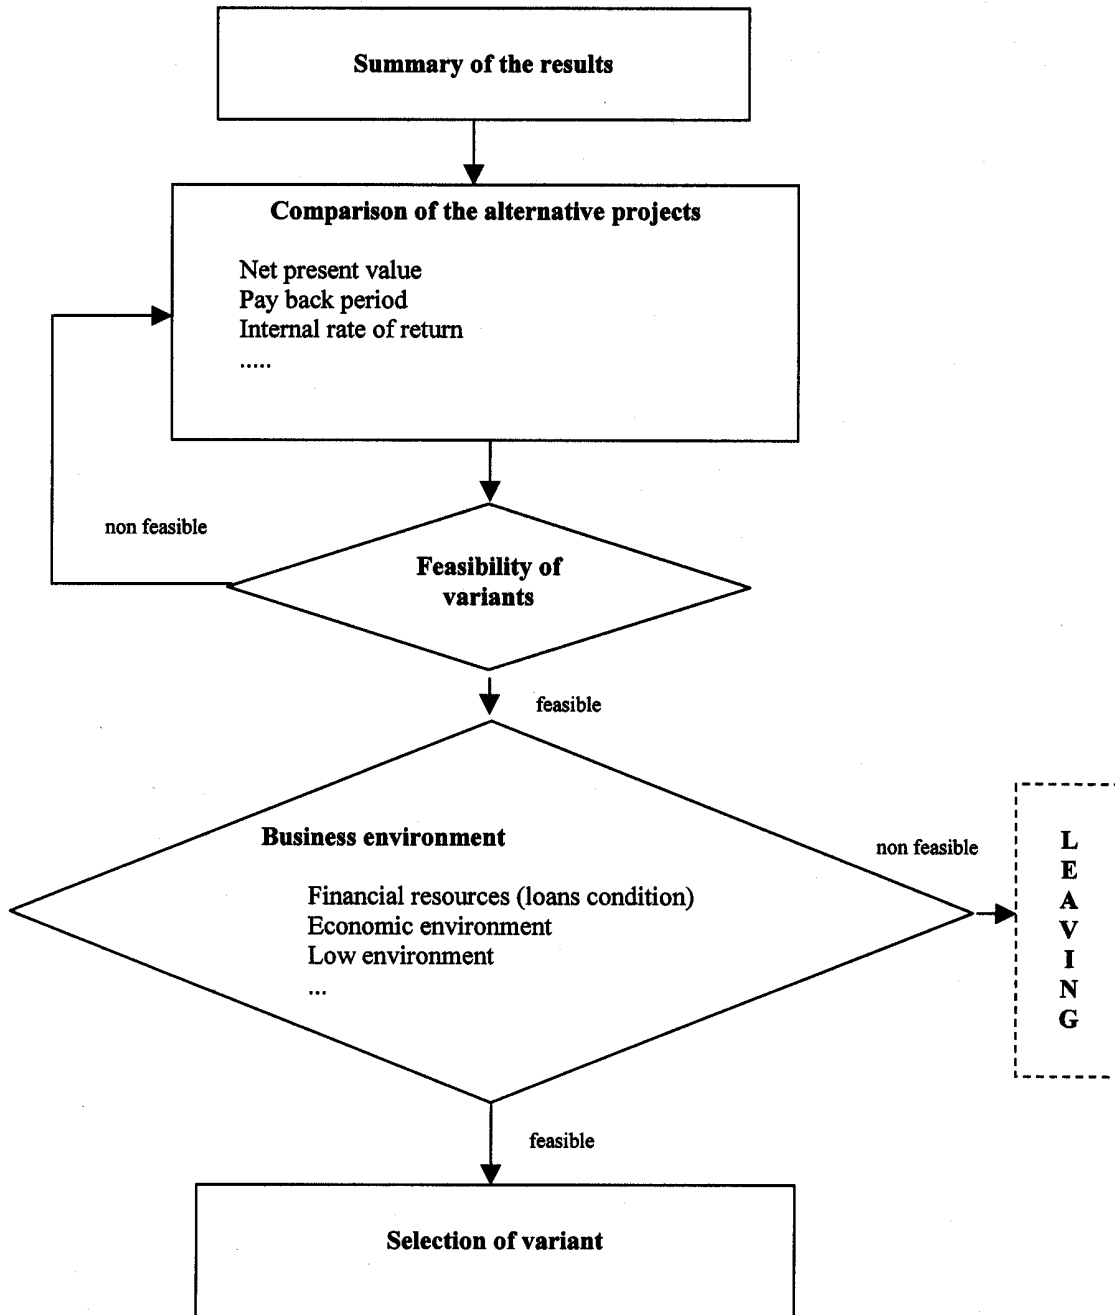 Summary of the results
Comparison of the alternative projects
Net present value
Pay back period
Internal rate of return
.....
non feasible
Feasibility of
variants
feasible
Business environment
non feasible
Financial resources (loans condition)
Economic environment
Low environment
...
L
E
A
V
I
N
G
feasible
Selection of variant